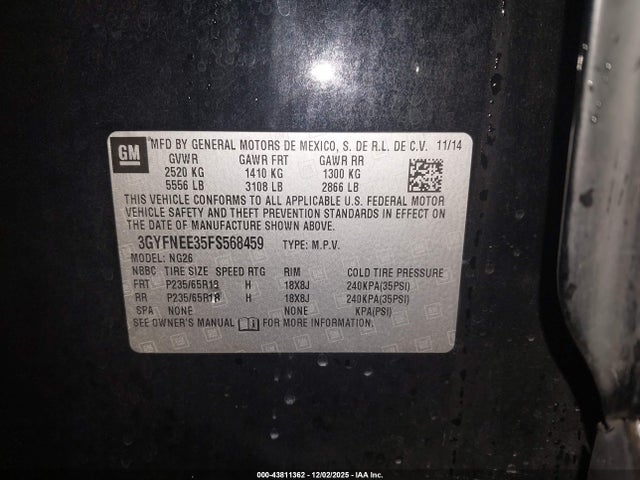 GM
MFD BY GENERAL MOTORS DE MEXICO, S. DE R.L. DE C.V. 11/14
GVWR GAWR FRT GAWR RR
2520 KG 1410 KG 1300 KG
5556 LB 3108 LB 2866 LB
THIS VEHICLE CONFORMS TO ALL APPLICABLE U.S. FEDERAL MOTOR
VEHICLE SAFETY AND THEFT PREVENTION STANDARDS IN EFFECT ON
THE DATE OF MANUFACTURE SHOWN ABOVE.
3GYFNEE35FS568459 TYPE: M.P.V.
MODEL: NG26
NBBC TIRE SIZE SPEED RTG RIM COLD TIRE PRESSURE
FRT P235/65R18 H 18X8J 240KPA(35PSI)
RR P235/65R18 H 18X8J 240KPA(35PSI)
SPA NONE NONE KPA(PSI)
SEE OWNER'S MANUAL FOR MORE INFORMATION.
000-43811362 - 12/02/2025 - IAA Inc.